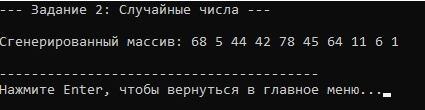 --- Задание 2: Случайные числа ---
Сгенерированный массив: 68 5 44 42 78 45 64 11 6 1
----------------------------------------
Нажмите Enter, чтобы вернуться в главное меню...